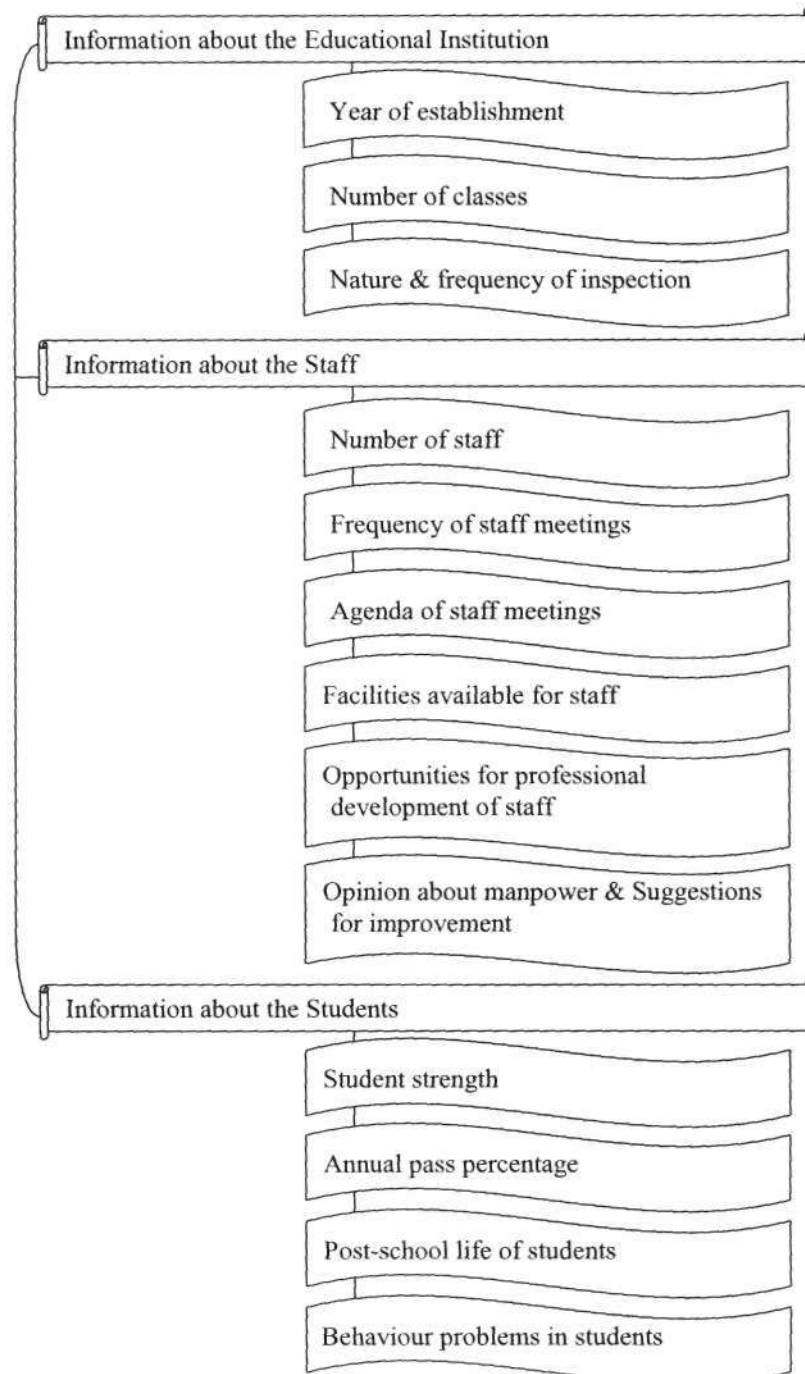 Information about the Educational Institution
Year of establishment
Number of classes
Nature & frequency of inspection
Information about the Staff
Number of staff
Frequency of staff meetings
Agenda of staff meetings
Facilities available for staff
Opportunities for professional
development of staff
Opinion about manpower & Suggestions
for improvement
Information about the Students
Student strength
Annual pass percentage
Post-school life of students
Behaviour problems in students